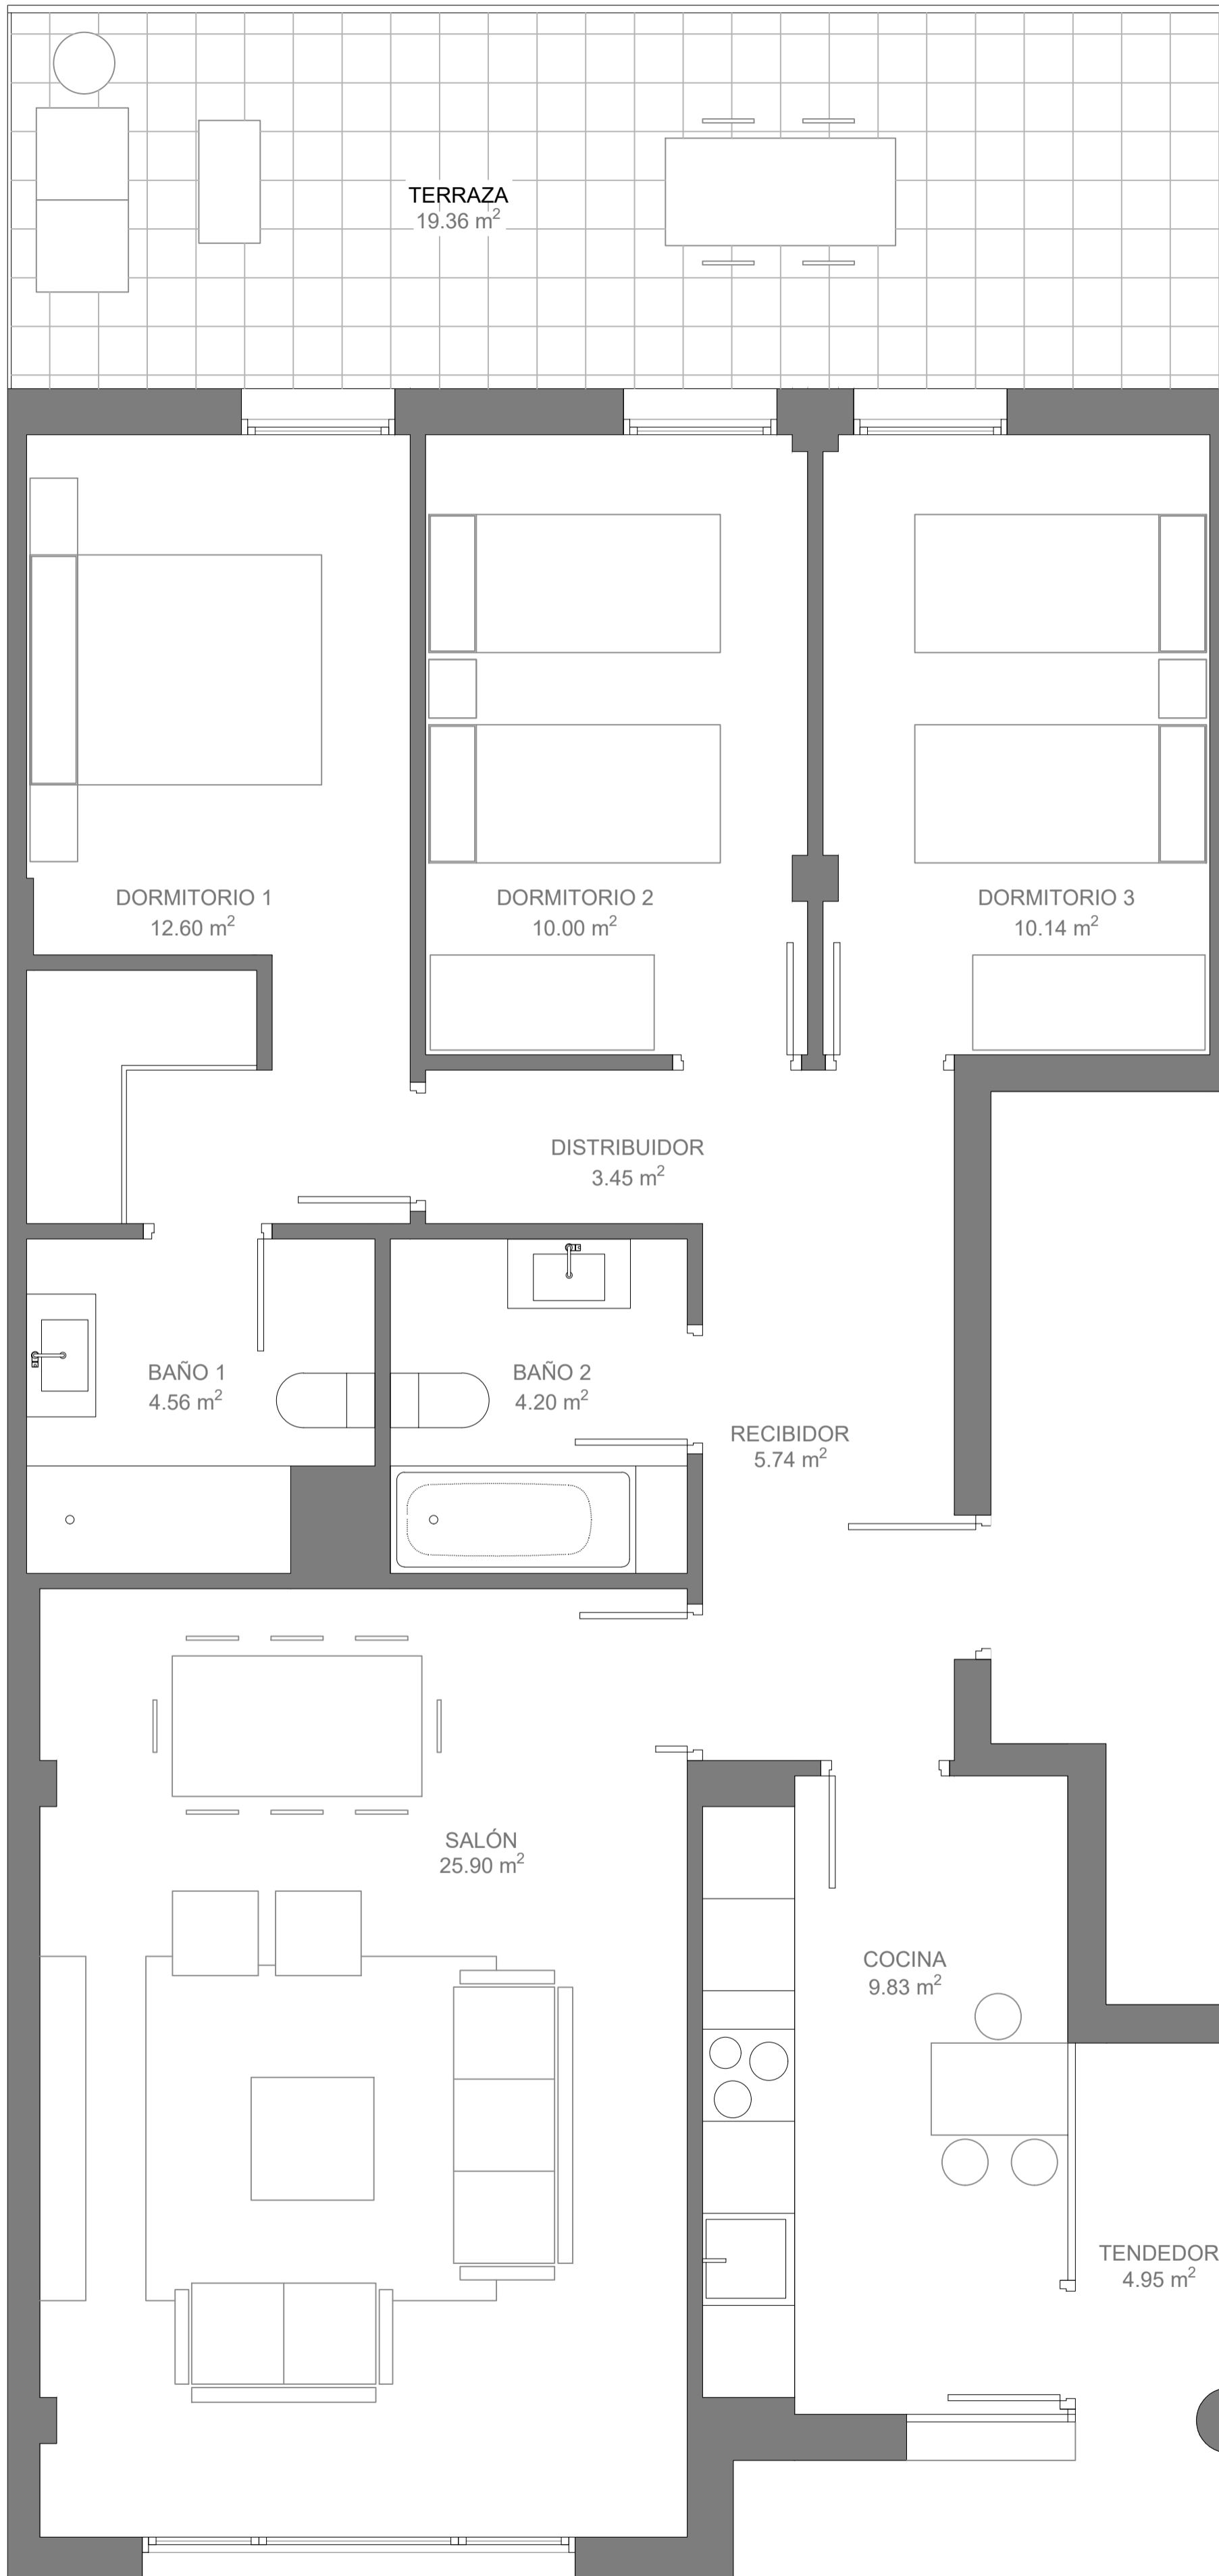 TERRAZA
19.36 m²
DORMITORIO 1
12.60 m²
DORMITORIO 2
10.00 m²
DORMITORIO 3
10.14 m²
DISTRIBUIDOR
3.45 m²
BAÑO 1
4.56 m²
BAÑO 2
4.20 m²
RECIBIDOR
5.74 m²
SALÓN
25.90 m²
COCINA
9.83 m²
TENDEDOR
4.95 m²